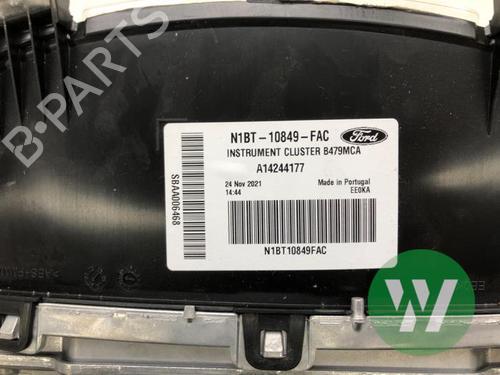 B-PARTS
N1BT-10849-FAC
Ford
INSTRUMENT CLUSTER B479MCA
A14244177
24 Nov 2021
14:44
Made in Portugal
EE0KA
N1BT10849FAC
SBAA006468
W